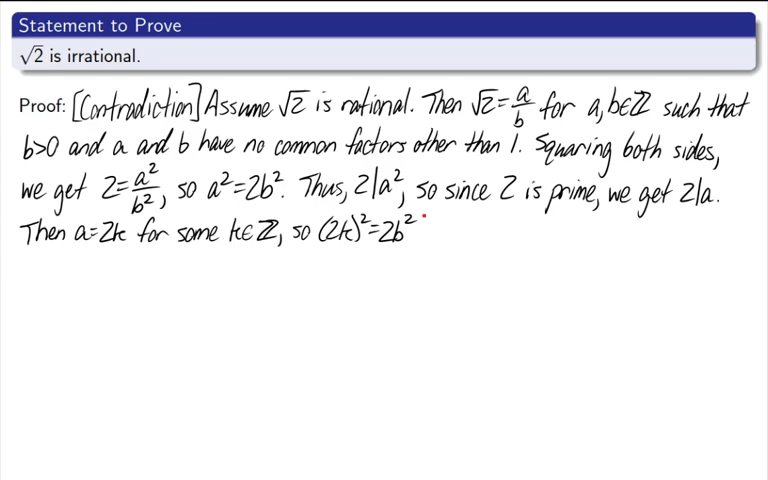 Statement to Prove
√2 is irrational.
Proof: [Contradiction] Assume √2 is rational. Then √2 = a/b for a, b ∈ ℤ such that
b>0 and a and b have no common factors other than 1. Squaring both sides,
we get 2 = a²/b², so a² = 2b². Thus, 2|a², so since 2 is prime, we get 2|a.
Then a=2k for some k∈ℤ, so (2k)² = 2b²